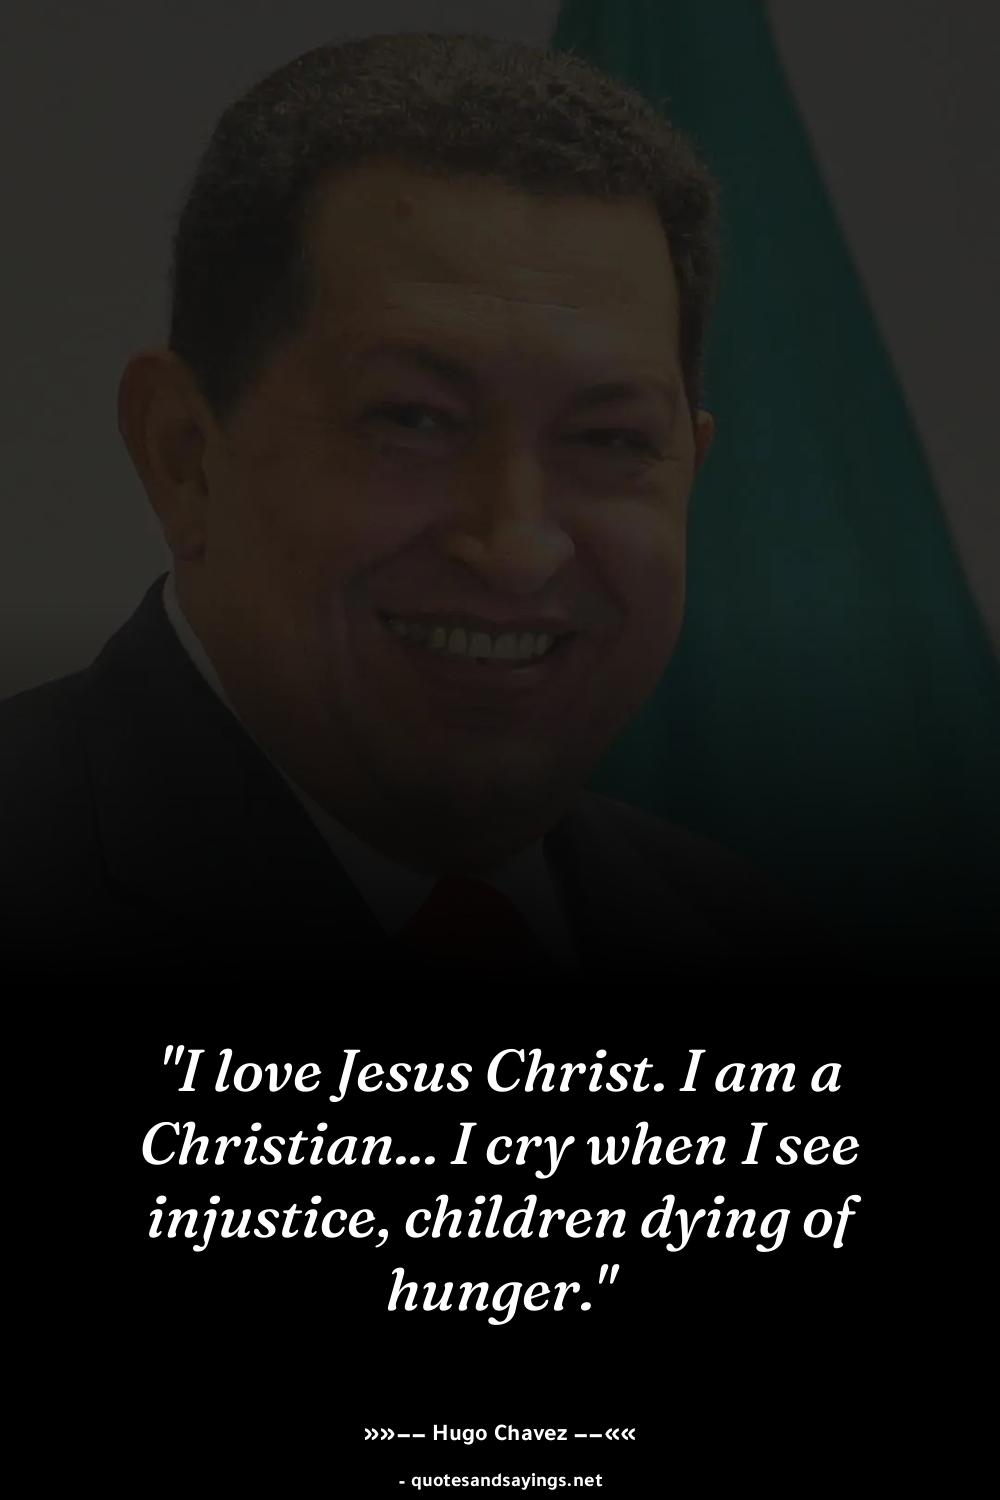 "I love Jesus Christ. I am a
Christian... I cry when I see
injustice, children dying of
hunger."
»»–– Hugo Chavez ––««
- quotesandsayings.net